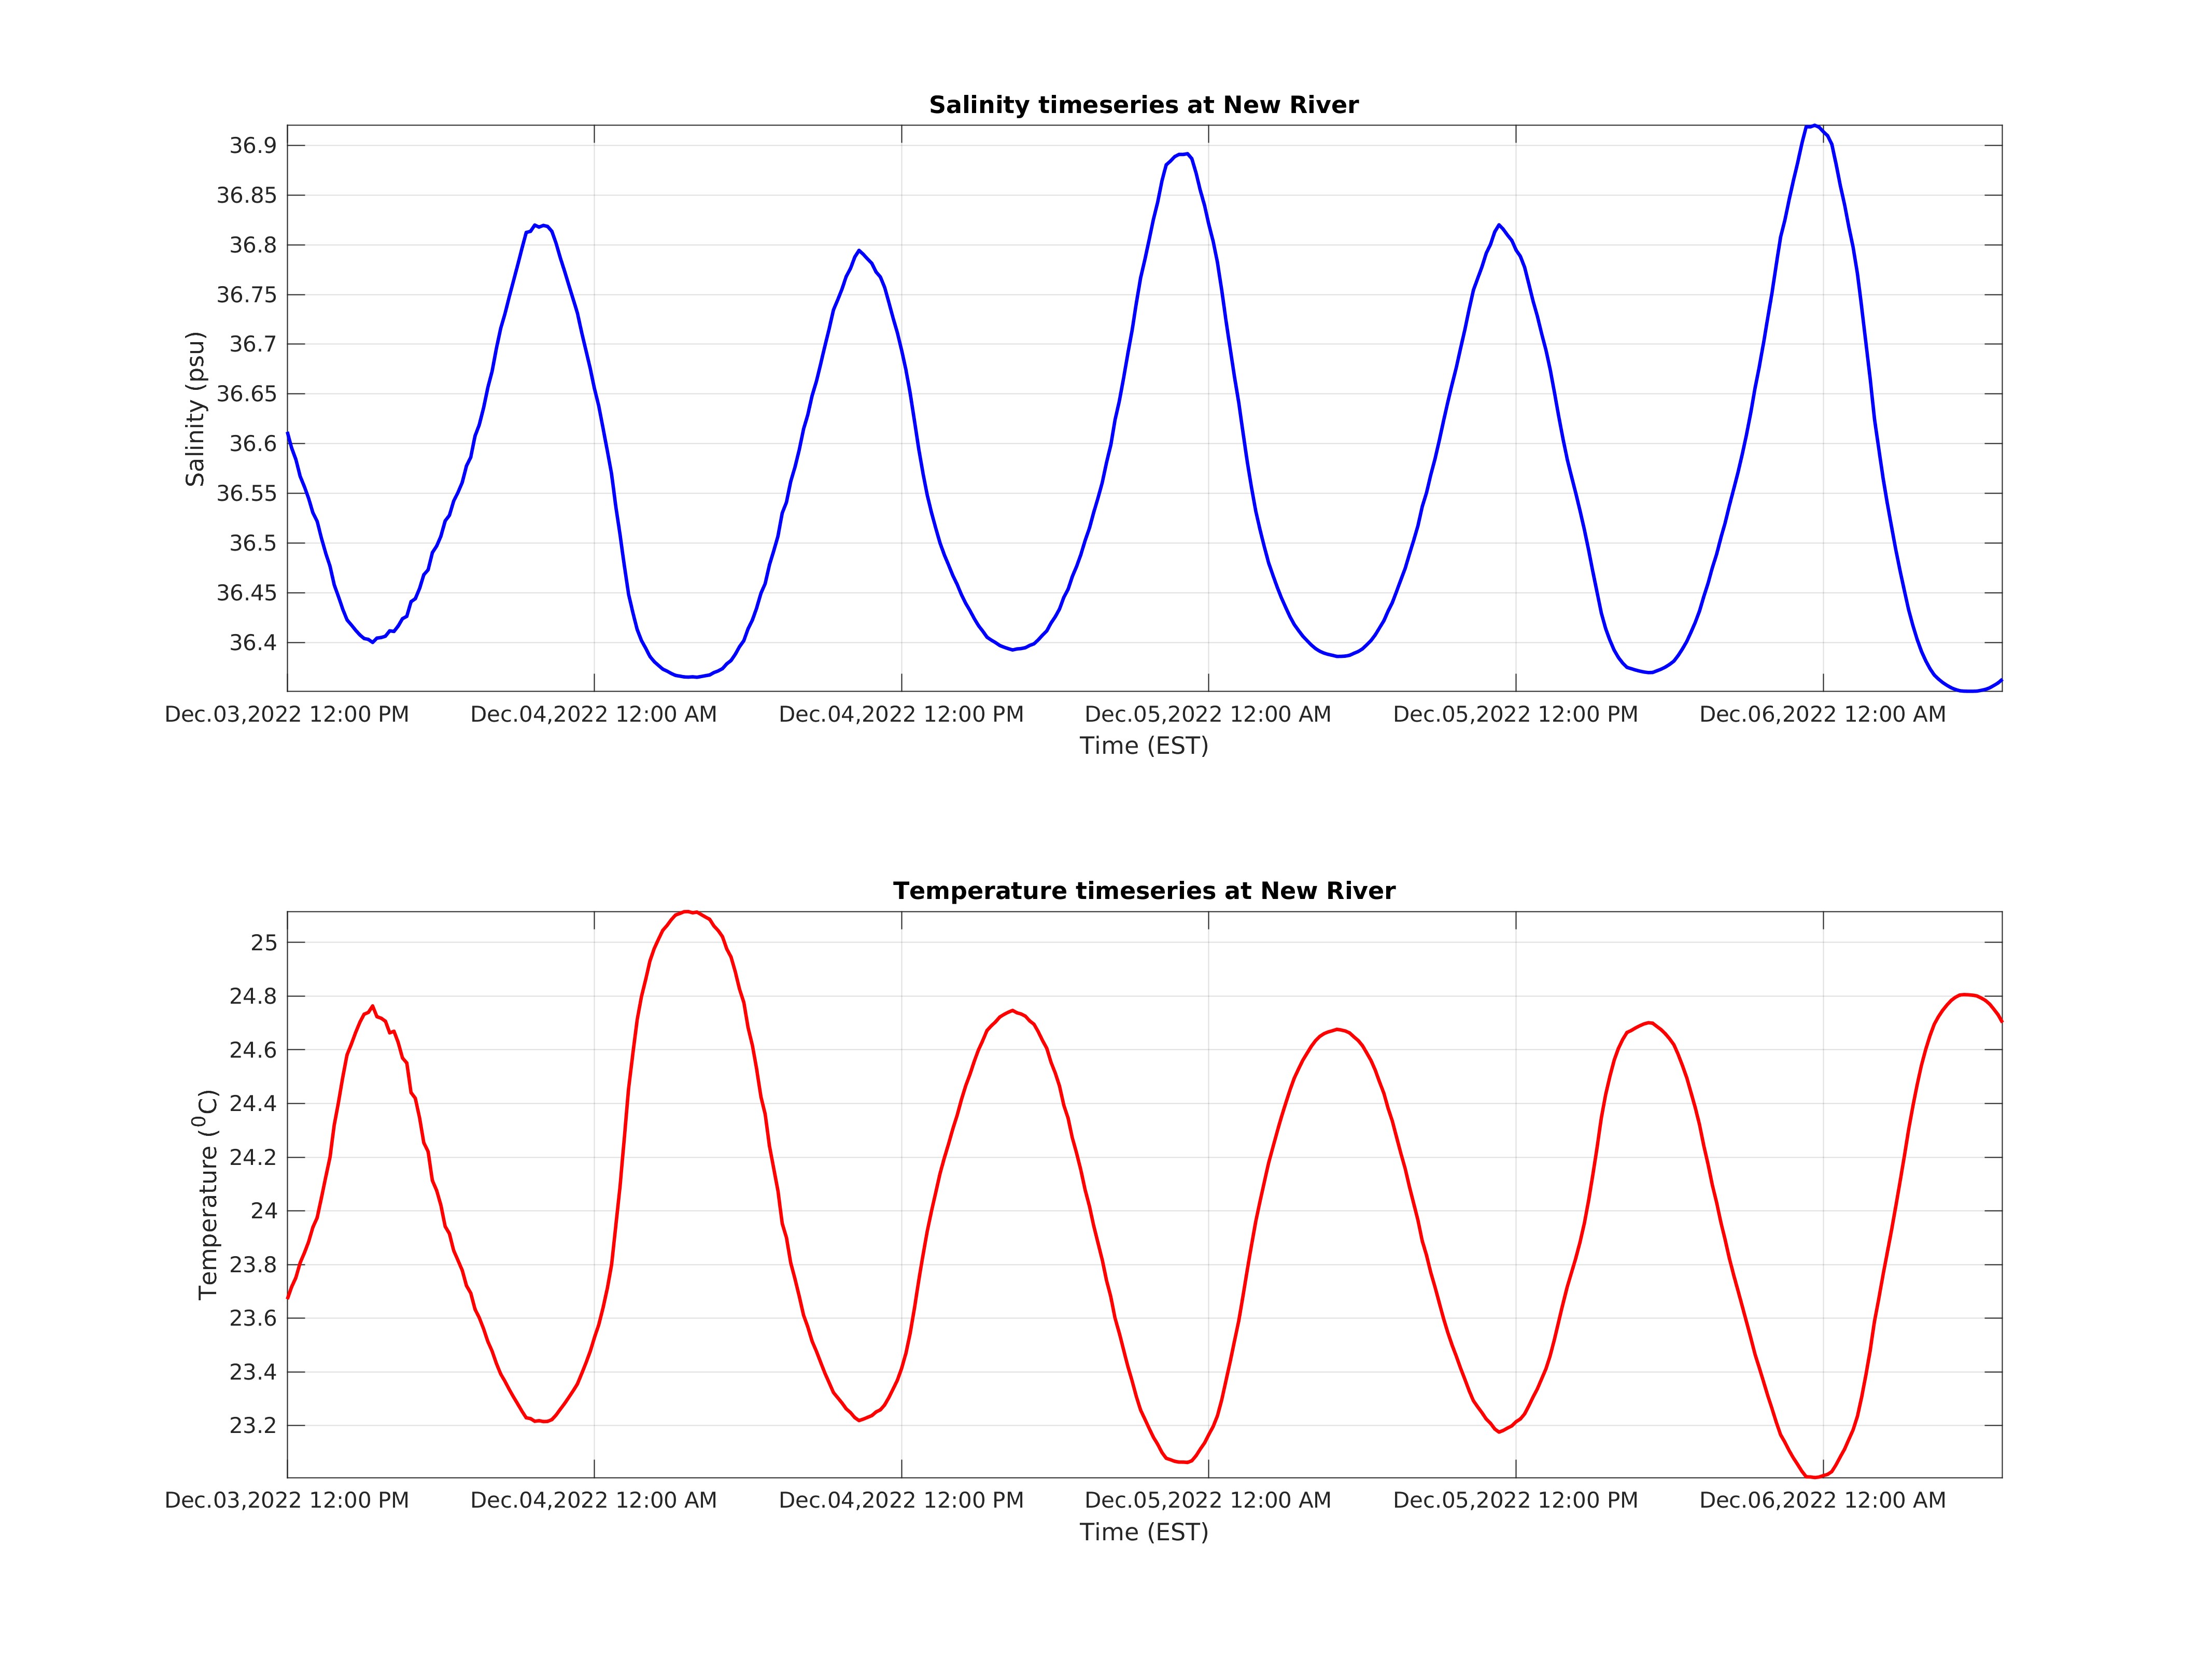 Salinity timeseries at New River
36.9
36.85
36.8
36.75
36.7
36.65
36.6
36.55
36.5
36.45
36.4
Salinity (psu)
Dec.03,2022 12:00 PM Dec.04,2022 12:00 AM Dec.04,2022 12:00 PM Dec.05,2022 12:00 AM Dec.05,2022 12:00 PM Dec.06,2022 12:00 AM
Time (EST)
Temperature timeseries at New River
25
24.8
24.6
24.4
24.2
24
23.8
23.6
23.4
23.2
Temperature (⁰C)
Dec.03,2022 12:00 PM Dec.04,2022 12:00 AM Dec.04,2022 12:00 PM Dec.05,2022 12:00 AM Dec.05,2022 12:00 PM Dec.06,2022 12:00 AM
Time (EST)